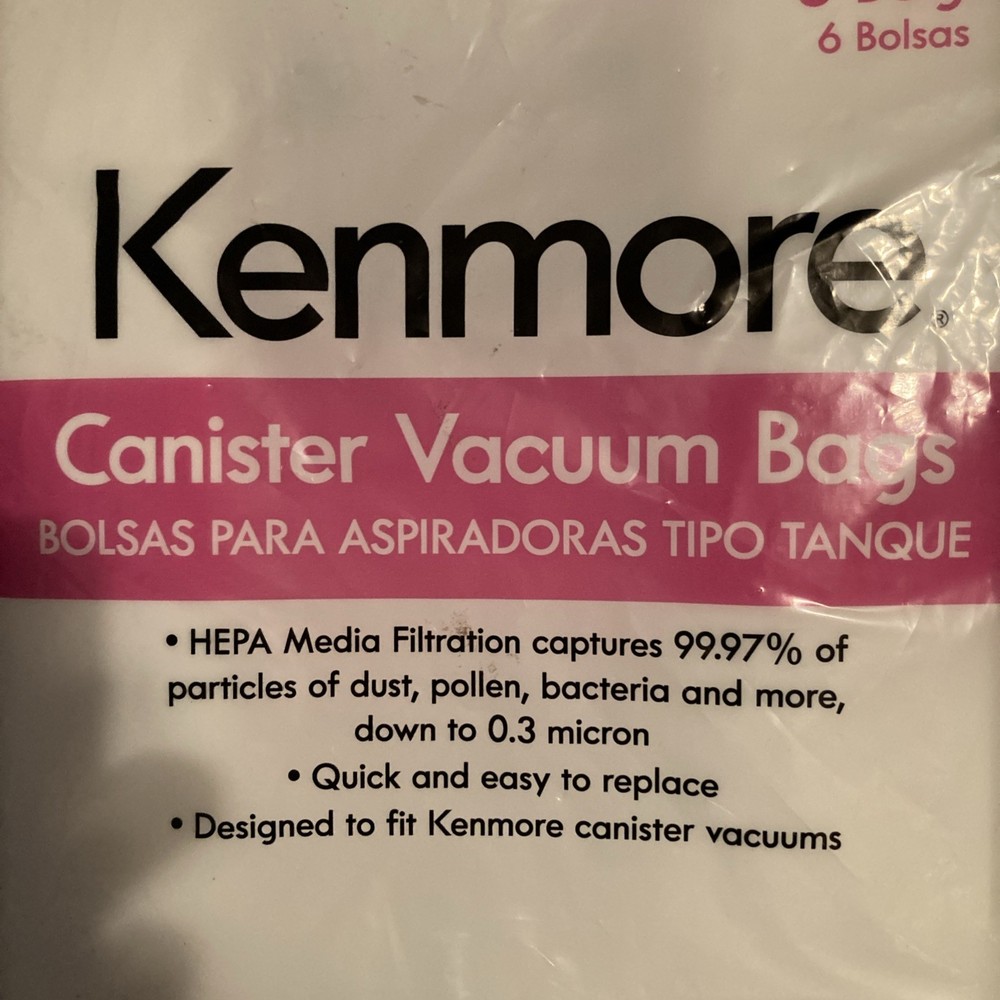 6 Bolsas
Kenmore®
Canister Vacuum Bags
BOLSAS PARA ASPIRADORAS TIPO TANQUE
• HEPA Media Filtration captures 99.97% of
particles of dust, pollen, bacteria and more,
down to 0.3 micron
• Quick and easy to replace
• Designed to fit Kenmore canister vacuums